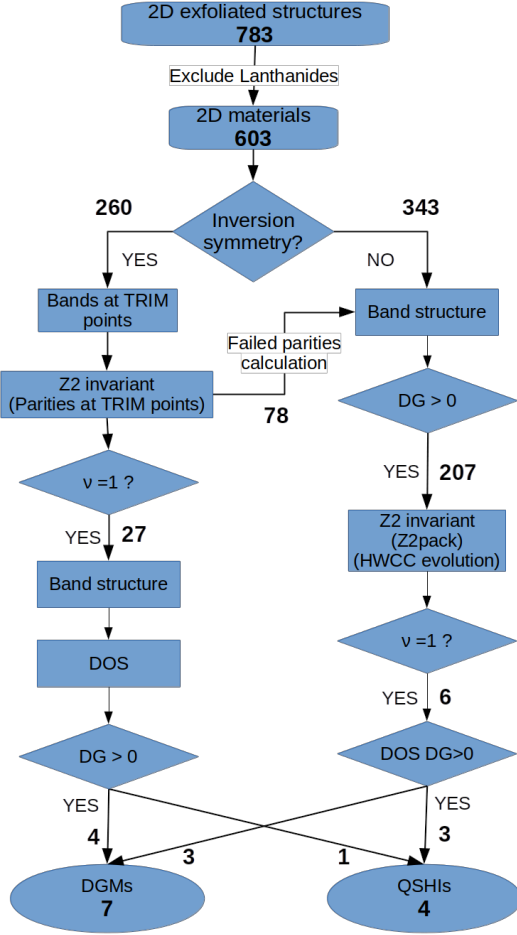 2D exfoliated structures
783
Exclude Lanthanides
2D materials
603
260
343
Inversion
symmetry?
YES
NO
Bands at TRIM
points
Band structure
Failed parities
calculation
Z2 invariant
(Parities at TRIM points)
78
DG > 0
ν =1 ?
YES 207
YES 27
Z2 invariant
(Z2pack)
(HWCC evolution)
Band structure
ν =1 ?
DOS
YES 6
DG > 0
DOS DG>0
YES
YES
4
3
3
1
DGMs
7
QSHIs
4